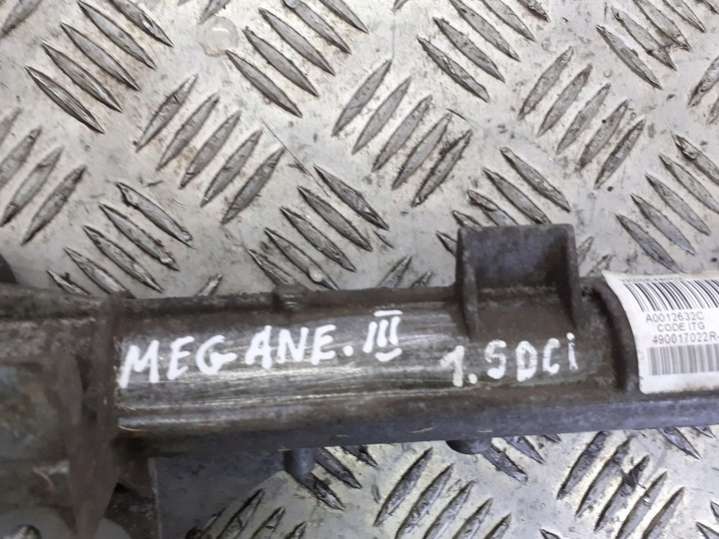 MEGANE.III
1.5DCi
A0012632C
CODE ITG
490017022R